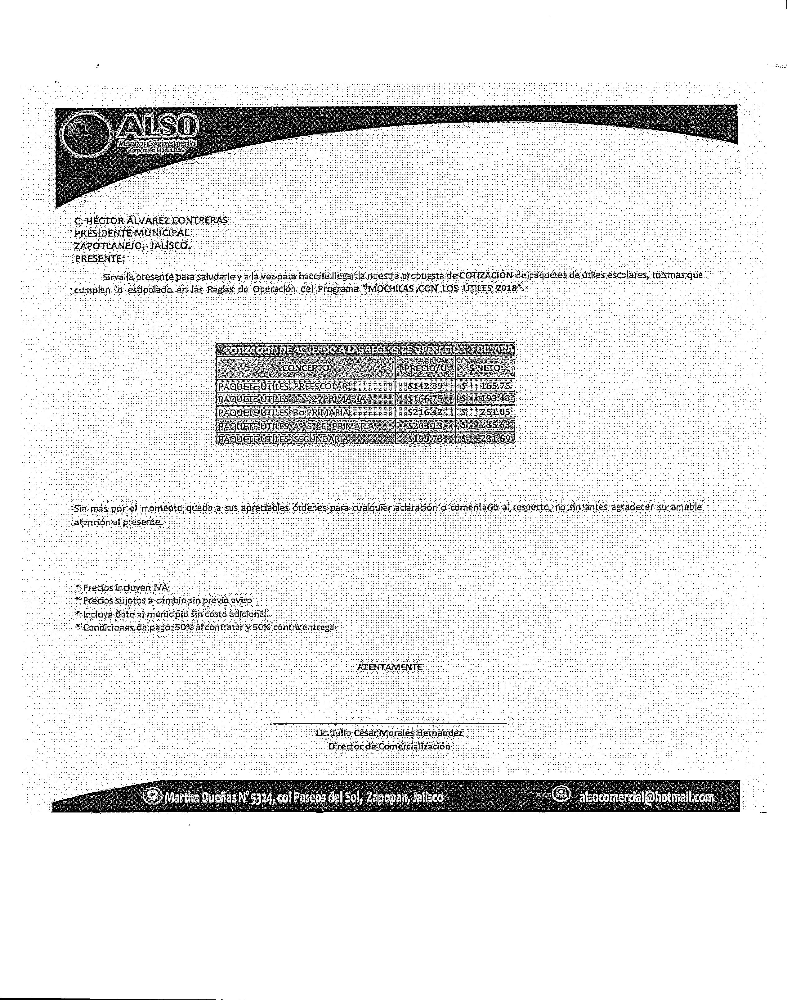 ALSO
C. HÉCTOR ÁLVAREZ CONTRERAS
PRESIDENTE MUNICIPAL
ZAPOTLANEJO, JALISCO.
PRESENTE:
Sirva la presente para saludarle y a la vez para hacerle llegar la nuestra propuesta de COTIZACIÓN de paquetes de útiles escolares, mismas que
cumplen lo estipulado en las Reglas de Operación del Programa "MOCHILAS CON LOS ÚTILES 2018".
COTIZACIÓN DE ACUERDO A LAS REGLAS DE OPERACIÓN: PORTADA
CONCEPTO PRECIO/U $ NETO
PAQUETE ÚTILES PREESCOLAR $142.89 $ 165.75
PAQUETE ÚTILES 1° Y 2° PRIMARIA $166.75 $ 193.43
PAQUETE ÚTILES 3o PRIMARIA $216.42 $ 251.05
PAQUETE ÚTILES 4°, 5°, 6° PRIMARIA $203.13 $ 235.63
PAQUETE ÚTILES SECUNDARIA $199.73 $ 231.69
Sin más por el momento quedo a sus apreciables órdenes para cualquier aclaración o comentario al respecto, no sin antes agradecer su amable
atención al presente.
* Precios incluyen IVA
* Precios sujetos a cambio sin previo aviso
* Incluye flete al municipio sin costo adicional.
* Condiciones de pago: 50% al contratar y 50% contra entrega
ATENTAMENTE
Lic. Julio Cesar Morales Hernandez
Director de Comercialización
Martha Dueñas N° 5324, col Paseos del Sol, Zapopan, Jalisco
alsocomercial@hotmail.com